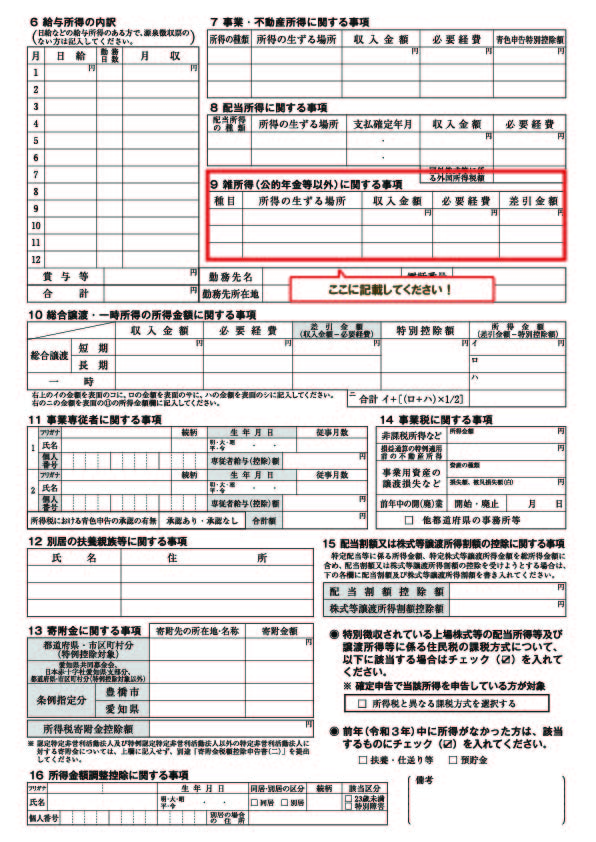 6 給与所得の内訳
(日給などの給与所得のある方で、源泉徴収票の
ない方は記入してください。)
月 日給 勤務日数 月収
1 円 円
2
3
4
5
6
7
8
9
10
11
12
賞与等 円
合計 円
7 事業・不動産所得に関する事項
所得の種類 所得の生ずる場所 収入金額 必要経費 青色申告特別控除額
円 円 円
8 配当所得に関する事項
配当所得の種類 所得の生ずる場所 支払確定年月 収入金額 必要経費
・ 円 円
・
る外国所得税額
9 雑所得(公的年金等以外)に関する事項
種目 所得の生ずる場所 収入金額 必要経費 差引金額
円 円 円
勤務先名
勤務先所在地
ここに記載してください!
10 総合譲渡・一時所得の所得金額に関する事項
収入金額 必要経費 差引金額(収入金額-必要経費) 特別控除額 所得金額(差引金額-特別控除額)
総合譲渡 短期 円 円 円 円 イ 円
長期 ロ
一時 ハ
右上のイの金額を表面のコに、ロの金額を表面のサに、ハの金額を表面のシに記入してください。
右のニの金額を表面の⑪の所得金額欄に記入してください。
ニ 合計 イ+[(ロ+ハ)×1/2]
11 事業専従者に関する事項
1 フリガナ 続柄 生年月日 従事月数
氏名 明・大・昭 平・令 ・ ・
個人番号 専従者給与(控除)額 円
2 フリガナ 続柄 生年月日 従事月数
氏名 明・大・昭 平・令 ・ ・
個人番号 専従者給与(控除)額 円
所得税における青色申告の承認の有無 承認あり・承認なし 合計額 円
14 事業税に関する事項
非課税所得など 所得金額 円
損益通算の特例適用前の不動産所得 円
事業用資産の譲渡損失など 資産の種類
損失額、被災損失額(白) 円
前年中の開(廃)業 開始・廃止 月 日
□ 他都道府県の事務所等
12 別居の扶養親族等に関する事項
氏名 住所
15 配当割額又は株式等譲渡所得割額の控除に関する事項
特定配当等に係る所得金額、特定株式等譲渡所得金額を総所得金額に
含め、配当割額又は株式等譲渡所得割額の控除を受けようとする場合は、
下の各欄に配当割額及び株式等譲渡所得割額を書き入れてください。
配当割額控除額 円
株式等譲渡所得割額控除額
13 寄附金に関する事項 寄附先の所在地・名称 寄附金額
都道府県・市区町村分(特例控除対象) 円
愛知県共同募金会、
日本赤十字社愛知県支部分、
都道府県・市区町村分(特例控除対象以外)
条例指定分 豊橋市
愛知県
所得税寄附金控除額 円
※ 認定特定非営利活動法人及び特例認定特定非営利活動法人以外の特定非営利活動法人に
対する寄附金については、上欄に記入せず、別途「寄附金税額控除申告書(二)」を提出
してください。
● 特別徴収されている上場株式等の配当所得等及び
譲渡所得等に係る住民税の課税方式について、
以下に該当する場合はチェック(☑)を入れて
ください。
※ 確定申告で当該所得を申告している方が対象
□ 所得税と異なる課税方式を選択する
● 前年(令和3年)中に所得がなかった方は、該当
するものにチェック(☑)を入れてください。
□ 扶養・仕送り等 □ 預貯金
16 所得金額調整控除に関する事項
フリガナ 生年月日 同居・別居の区分 続柄 該当区分
氏名 明・大・昭 平・令 ・ ・ □ 同居 □ 別居 □ 23歳未満 □ 特別障害
個人番号 別居の場合の住所
備考